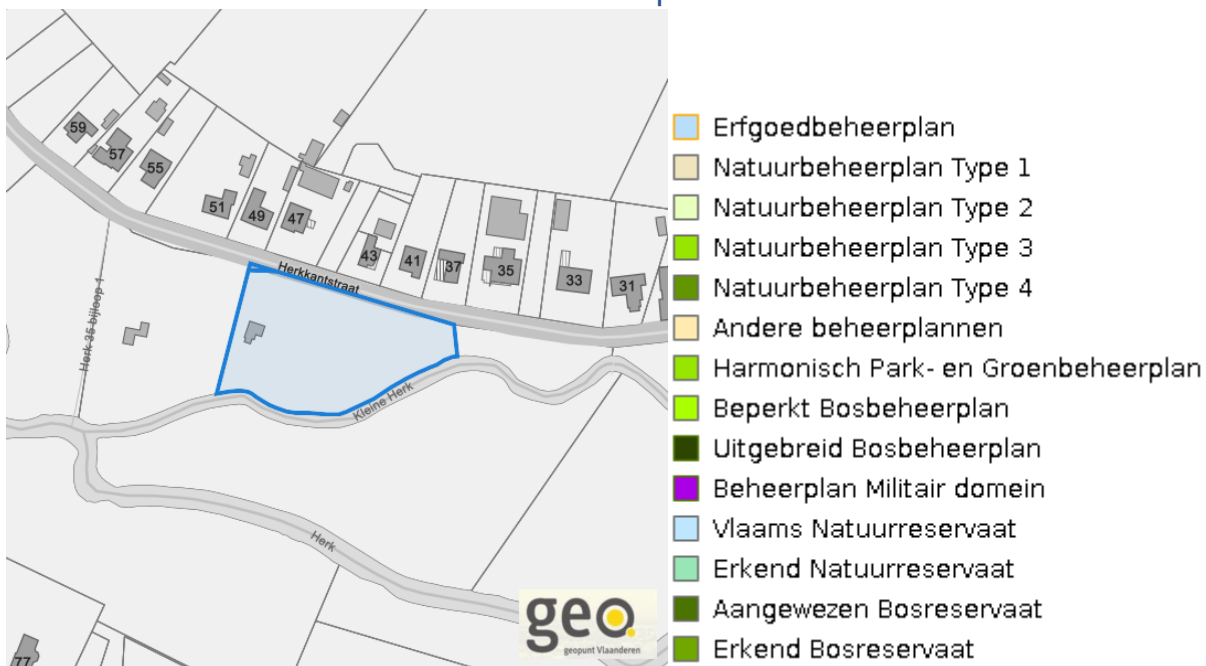 59
57
55
51
49
47
43
41
37
35
33
31
Herkkantstraat
Herk 35 bijloop 1
Kleine Herk
Herk
77
geo.
geopunt Vlaanderen
Erfgoedbeheerplan
Natuurbeheerplan Type 1
Natuurbeheerplan Type 2
Natuurbeheerplan Type 3
Natuurbeheerplan Type 4
Andere beheerplannen
Harmonisch Park- en Groenbeheerplan
Beperkt Bosbeheerplan
Uitgebreid Bosbeheerplan
Beheerplan Militair domein
Vlaams Natuurreservaat
Erkend Natuurreservaat
Aangewezen Bosreservaat
Erkend Bosreservaat